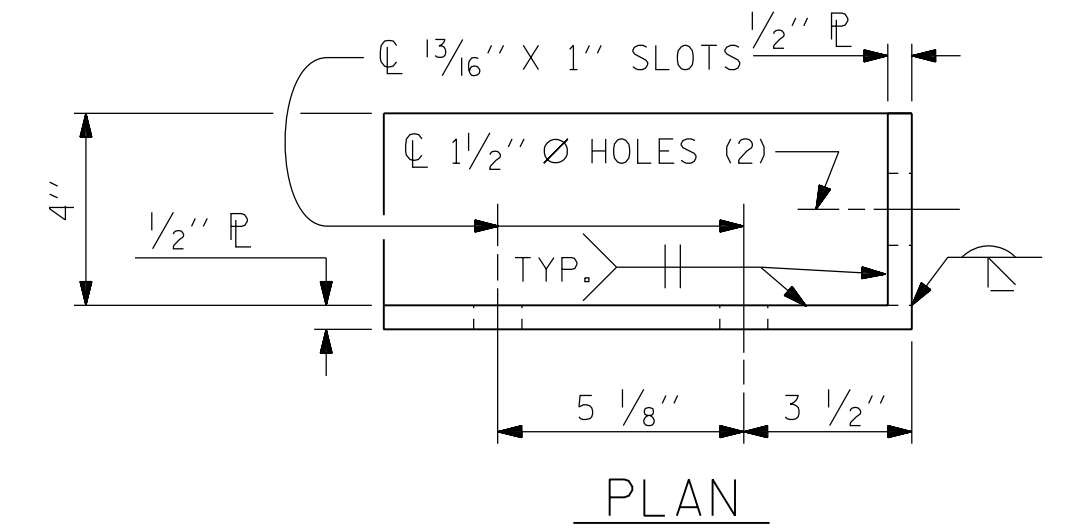 1/2'' ⅊
℄ 13/16'' X 1'' SLOTS
℄ 1 1/2'' Ø HOLES (2)
4''
1/2'' ⅊
TYP.
5 1/8''
3 1/2''
PLAN